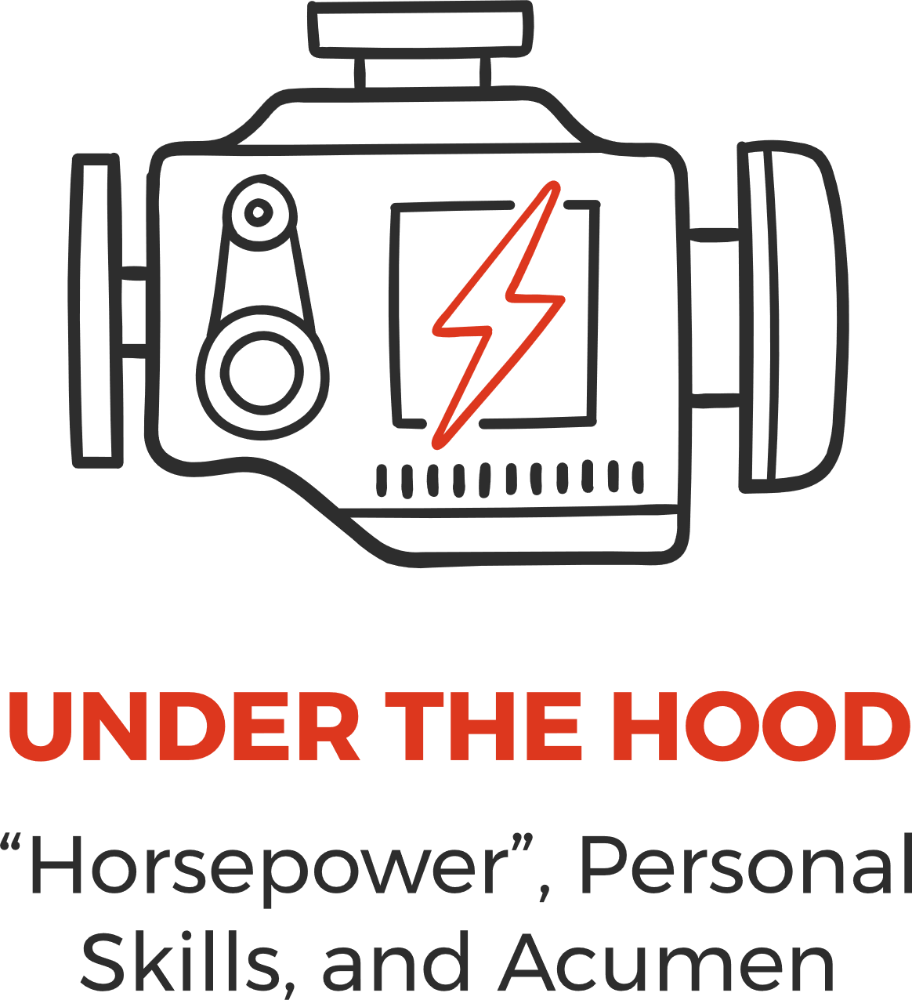 UNDER THE HOOD
“Horsepower”, Personal
Skills, and Acumen